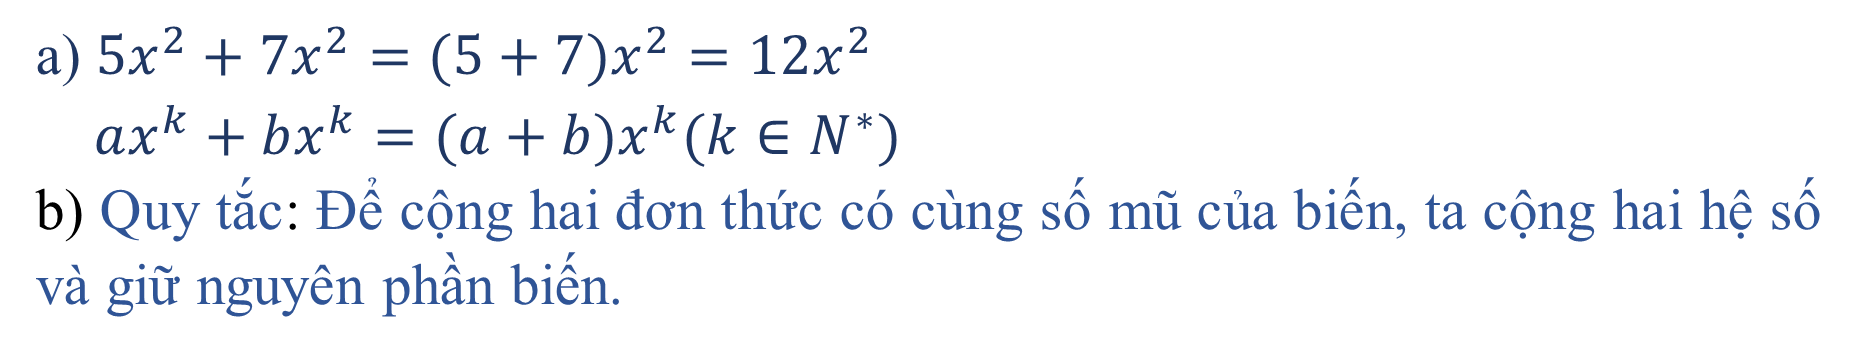 a) 5x² + 7x² = (5 + 7)x² = 12x²
axᵏ + bxᵏ = (a + b)xᵏ(k ∈ N*)
b) Quy tắc: Để cộng hai đơn thức có cùng số mũ của biến, ta cộng hai hệ số
và giữ nguyên phần biến.